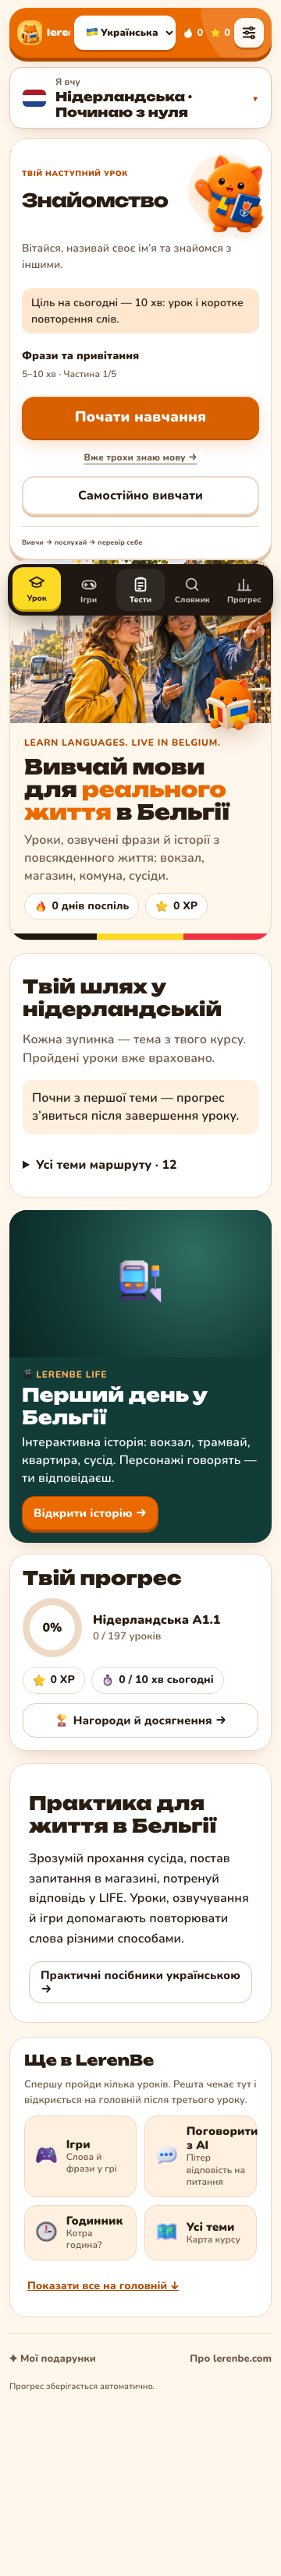 leren
Українська
0
0
Я вчу
Нідерландська ·
Починаю з нуля
ТВІЙ НАСТУПНИЙ УРОК
Знайомство
Вітайся, називай своє ім’я та знайомся з
іншими.
Ціль на сьогодні — 10 хв: урок і коротке
повторення слів.
Фрази та привітання
5–10 хв · Частина 1/5
Почати навчання
Вже трохи знаю мову →
Самостійно вивчати
Вивчи → послухай → перевір себе
Урок
Ігри
Тести
Словник
Прогрес
LEARN LANGUAGES. LIVE IN BELGIUM.
Вивчай мови
для реального
життя в Бельгії
Уроки, озвучені фрази й історії з
повсякденного життя: вокзал,
магазин, комуна, сусіди.
0 днів поспіль
0 XP
Твій шлях у
нідерландській
Кожна зупинка — тема з твого курсу.
Пройдені уроки вже враховано.
Почни з першої теми — прогрес
з’явиться після завершення уроку.
Усі теми маршруту · 12
LERENBE LIFE
Перший день у
Бельгії
Інтерактивна історія: вокзал, трамвай,
квартира, сусід. Персонажі говорять —
ти відповідаєш.
Відкрити історію →
Твій прогрес
0%
Нідерландська A1.1
0 / 197 уроків
0 XP
0 / 10 хв сьогодні
Нагороди й досягнення →
Практика для
життя в Бельгії
Зрозумій прохання сусіда, постав
запитання в магазині, потренуй
відповідь у LIFE. Уроки, озвучування
й ігри допомагають повторювати
слова різними способами.
Практичні посібники українською
→
Ще в LerenBe
Спершу пройди кілька уроків. Решта чекає тут і
відкриється на головній після третього уроку.
Ігри
Слова й
фрази у грі
Поговорити
з AI
Пітер
відповість на
питання
Годинник
Котра
година?
Усі теми
Карта курсу
Показати все на головній ↓
✦ Мої подарунки
Про lerenbe.com
Прогрес зберігається автоматично.